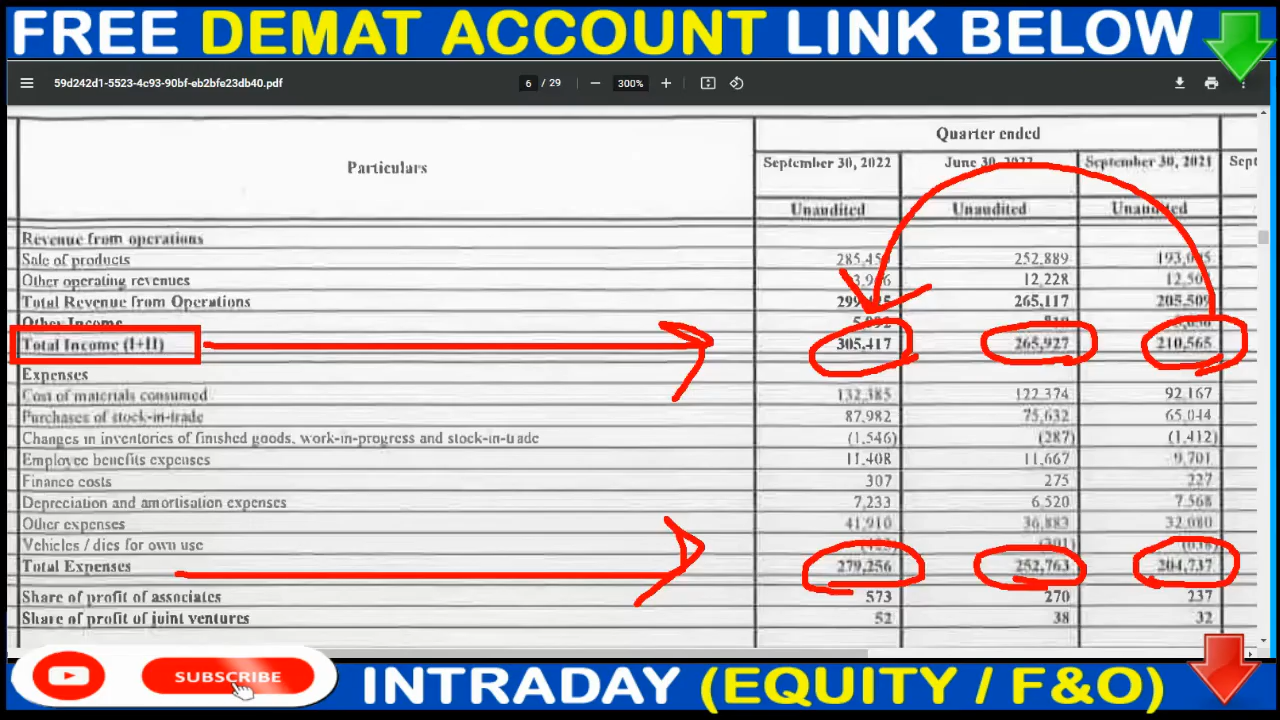 FREE DEMAT ACCOUNT LINK BELOW
59d242d1-5523-4c93-90bf-eb2bfe23db40.pdf 6 / 29 300%
Quarter ended
Particulars September 30, 2022 June 30, September 30, 2021 Sept
Unaudited Unaudited Unaudited
Revenue from operations
Sale of products 252,889
Other operating revenues 12,228
Total Revenue from Operations 265,117 205,509
Other Income
Total Income (I+II) 305,417 265,927 210,565
Expenses
Cost of materials consumed 132,385 122,374 92,167
Purchases of stock-in-trade 87,982 75,632 65,044
Changes in inventories of finished goods, work-in-progress and stock-in-trade (1,546) (287) (1,412)
Employee benefits expenses 11,408 11,667 9,701
Finance costs 307 275 227
Depreciation and amortisation expenses 7,233 6,520 7,568
Other expenses 41,910 36,883 32,080
Vehicles / dies for own use
Total Expenses 279,256 252,763 204,737
Share of profit of associates 573 270 237
Share of profit of joint ventures 52 38 32
SUBSCRIBE
INTRADAY (EQUITY / F&O)